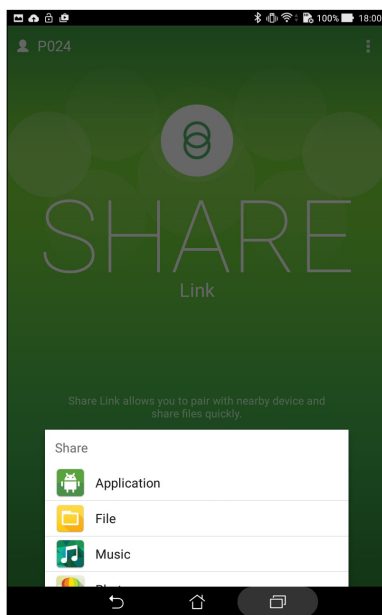 100% 18:00
P024
SHARE
Link
Share Link allows you to pair with nearby device and
share files quickly.
Share
Application
File
Music